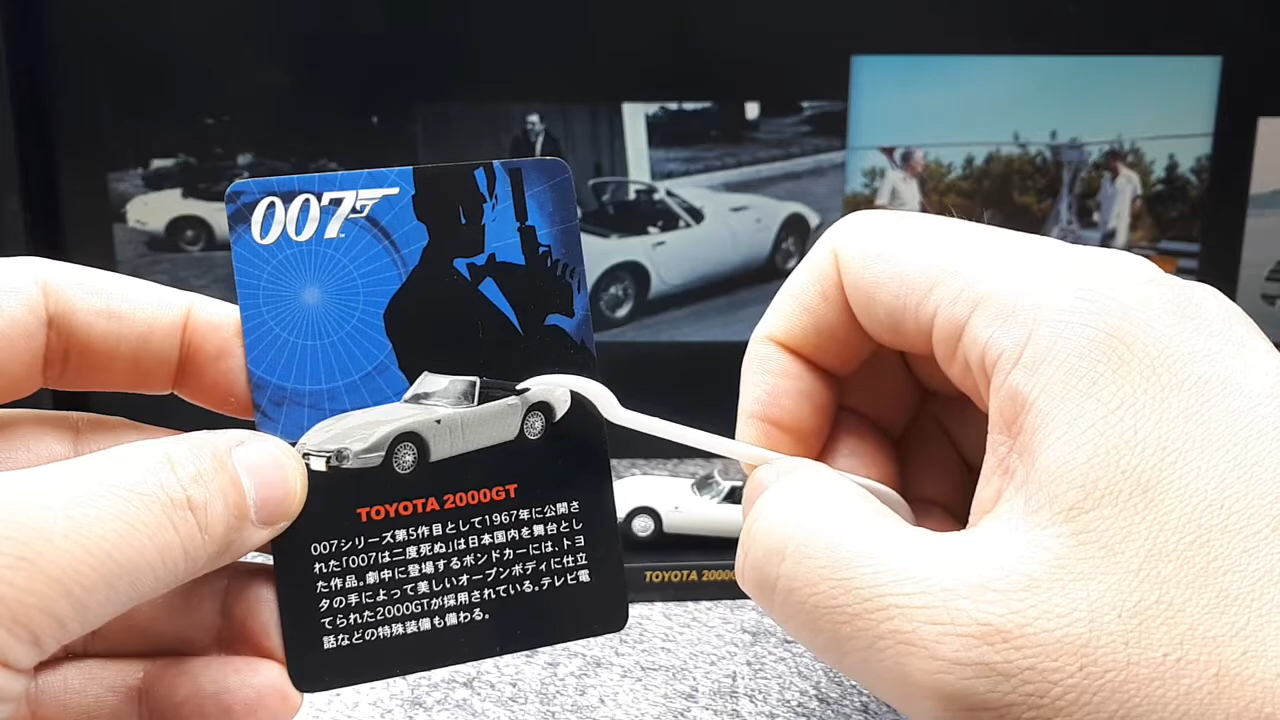 007
TOYOTA 2000GT
007シリーズ第5作目として1967年に公開さ
れた「007は二度死ぬ」は日本国内を舞台とし
た作品。劇中に登場するボンドカーには、トヨ
タの手によって美しいオープンボディに仕立
てられた2000GTが採用されている。テレビ電
話などの特殊装備も備わる。
TOYOTA 2000G